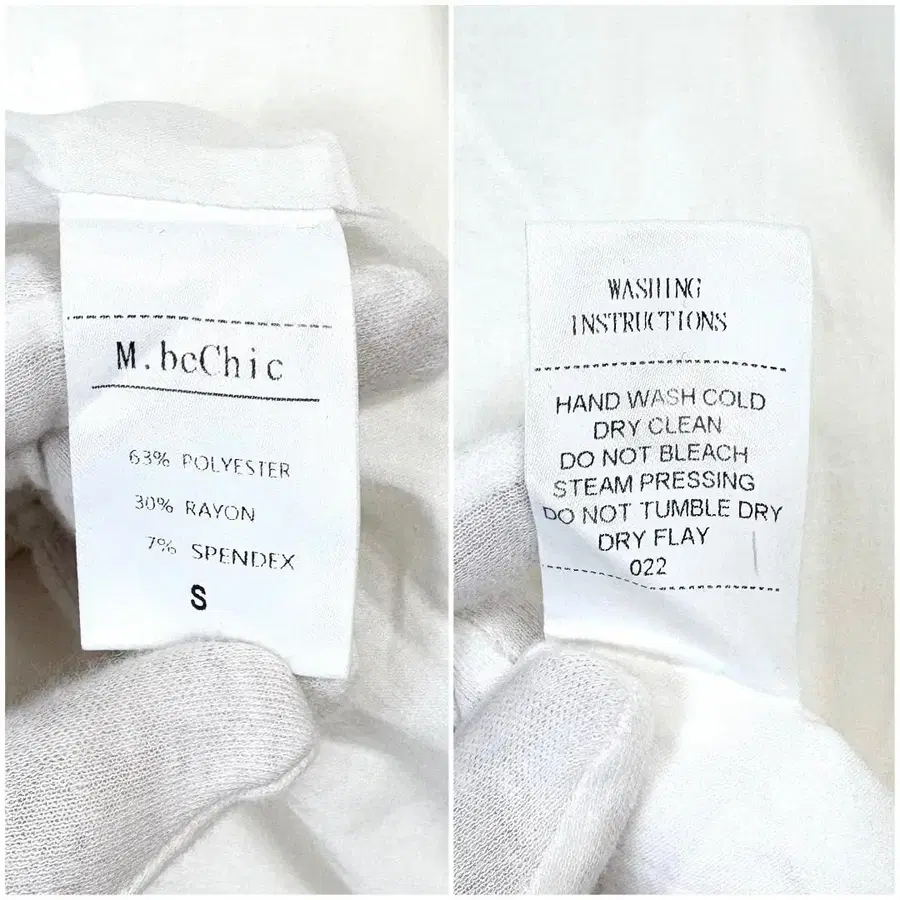 M.bcChic
63% POLYESTER
30% RAYON
7% SPENDEX
S
WASHING
INSTRUCTIONS
HAND WASH COLD
DRY CLEAN
DO NOT BLEACH
STEAM PRESSING
DO NOT TUMBLE DRY
DRY FLAY
022